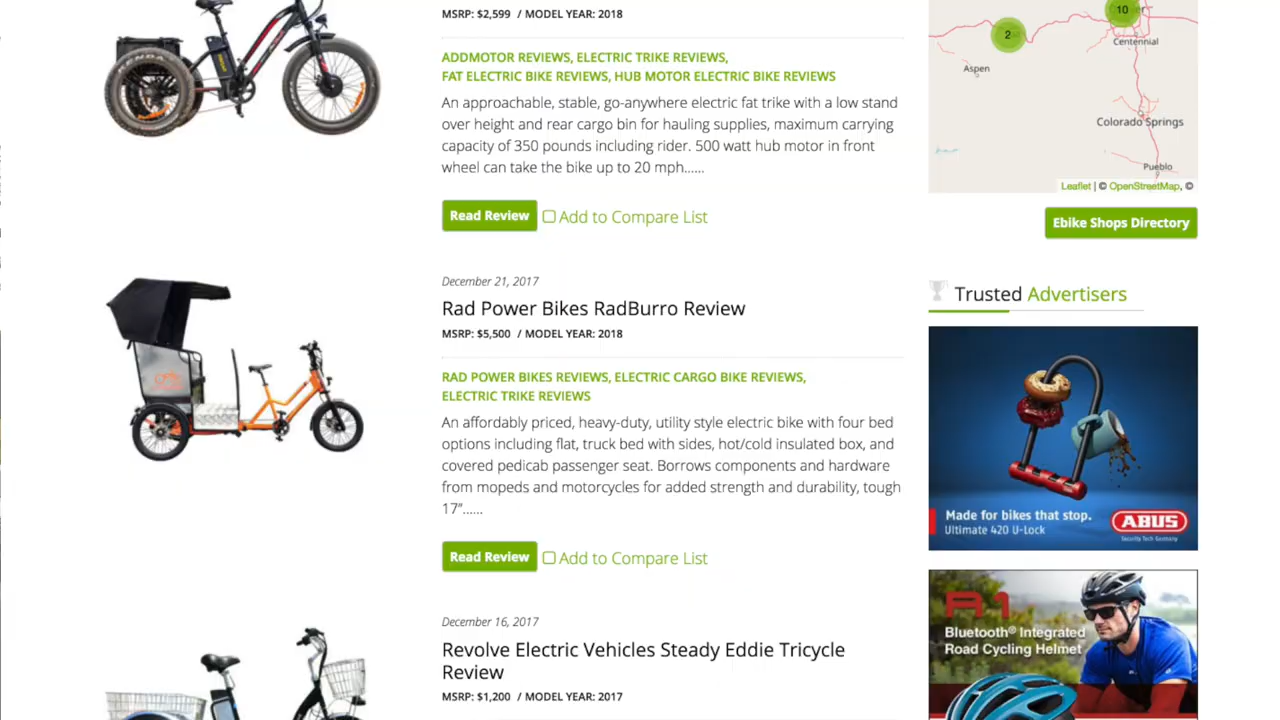 MSRP: $2,599 / MODEL YEAR: 2018
ADDMOTOR REVIEWS, ELECTRIC TRIKE REVIEWS,
FAT ELECTRIC BIKE REVIEWS, HUB MOTOR ELECTRIC BIKE REVIEWS
An approachable, stable, go-anywhere electric fat trike with a low stand
over height and rear cargo bin for hauling supplies, maximum carrying
capacity of 350 pounds including rider. 500 watt hub motor in front
wheel can take the bike up to 20 mph......
Read Review Add to Compare List
December 21, 2017
Rad Power Bikes RadBurro Review
MSRP: $5,500 / MODEL YEAR: 2018
RAD POWER BIKES REVIEWS, ELECTRIC CARGO BIKE REVIEWS,
ELECTRIC TRIKE REVIEWS
An affordably priced, heavy-duty, utility style electric bike with four bed
options including flat, truck bed with sides, hot/cold insulated box, and
covered pedicab passenger seat. Borrows components and hardware
from mopeds and motorcycles for added strength and durability, tough
17"......
Read Review Add to Compare List
December 16, 2017
Revolve Electric Vehicles Steady Eddie Tricycle
Review
MSRP: $1,200 / MODEL YEAR: 2017
KENDA
10
2
Centennial
Aspen
Colorado Springs
Pueblo
Leaflet | © OpenStreetMap, ©
Ebike Shops Directory
Trusted Advertisers
Made for bikes that stop.
Ultimate 420 U-Lock
ABUS
Security Tech Germany
A1
Bluetooth® Integrated
Road Cycling Helmet